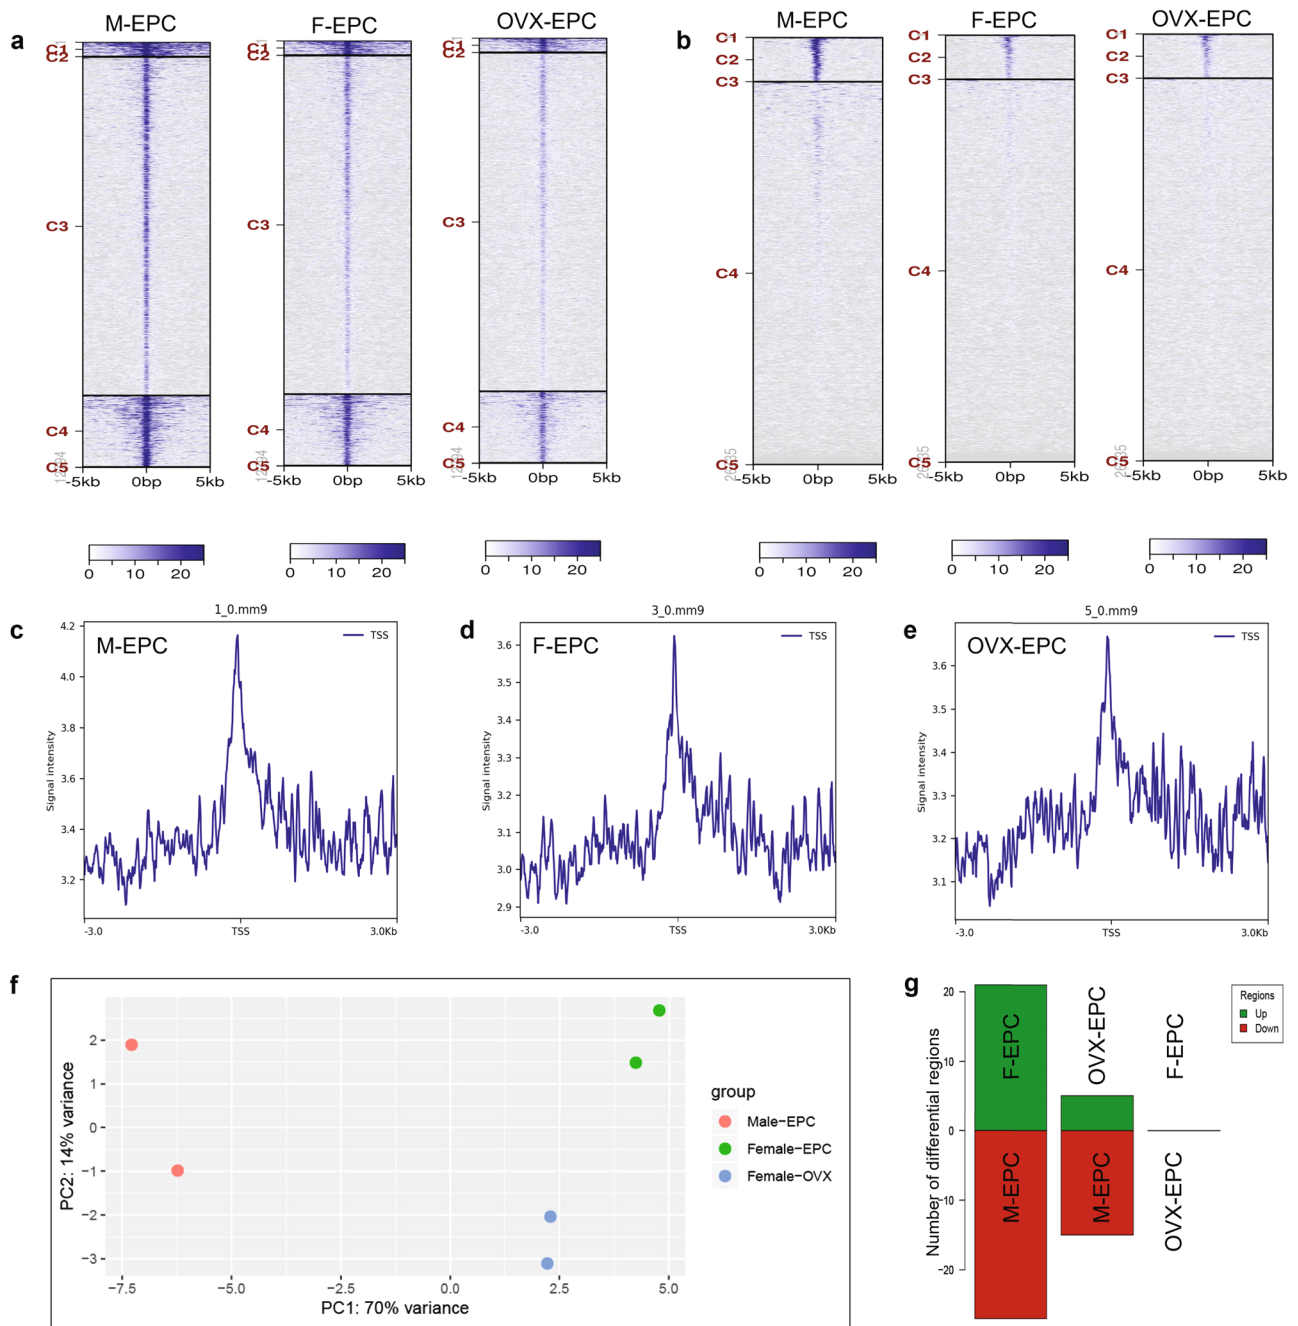 a
M-EPC
F-EPC
OVX-EPC
C1
C2
C3
C4
C5
-5kb 0bp 5kb
C1
C2
C3
C4
C5
-5kb 0bp 5kb
C1
C2
C3
C4
C5
-5kb 0bp 5kb
0 10 20
0 10 20
0 10 20
b
M-EPC
F-EPC
OVX-EPC
C1
C2
C3
C4
C5
-5kb 0bp 5kb
C1
C2
C3
C4
C5
-5kb 0bp 5kb
C1
C2
C3
C4
C5
-5kb 0bp 5kb
0 10 20
0 10 20
0 10 20
c
1_0.mm9
M-EPC
TSS
Signal intensity
4.2
4.0
3.8
3.6
3.4
3.2
-3.0 TSS 3.0Kb
d
3_0.mm9
F-EPC
TSS
Signal intensity
3.6
3.5
3.4
3.3
3.2
3.1
3.0
2.9
-3.0 TSS 3.0Kb
e
5_0.mm9
OVX-EPC
TSS
Signal intensity
3.6
3.5
3.4
3.3
3.2
3.1
-3.0 TSS 3.0Kb
f
PC2: 14% variance
2
1
0
−1
−2
−3
−7.5 −5.0 −2.5 0.0 2.5 5.0
PC1: 70% variance
group
Male−EPC
Female−EPC
Female−OVX
g
Number of differential regions
20
10
0
−10
−20
F-EPC
M-EPC
OVX-EPC
M-EPC
F-EPC
OVX-EPC
Regions
Up
Down